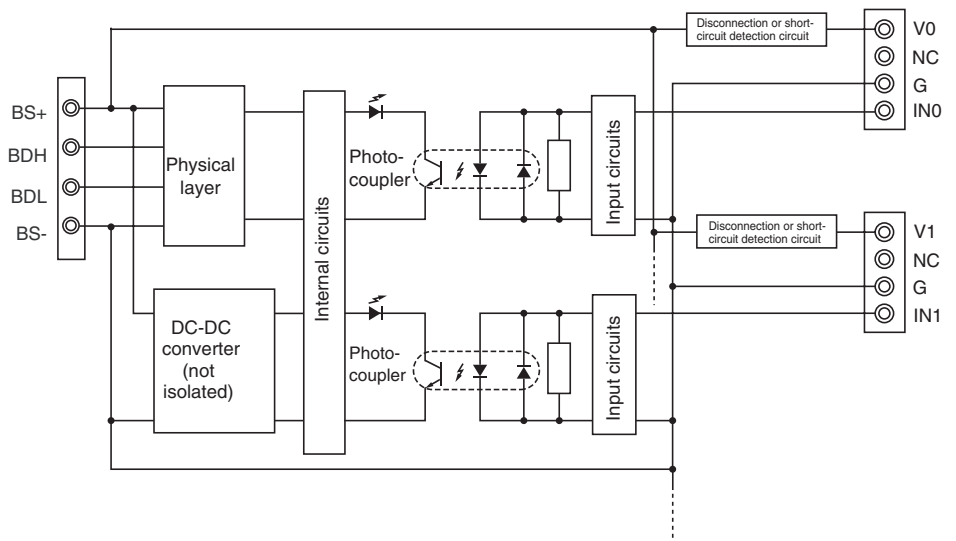 Disconnection or short-
circuit detection circuit
V0
NC
G
IN0
BS+
BDH
BDL
BS-
Physical
layer
Internal circuits
Photo-
coupler
Input circuits
Disconnection or short-
circuit detection circuit
V1
NC
G
IN1
DC-DC
converter
(not
isolated)
Photo-
coupler
Input circuits